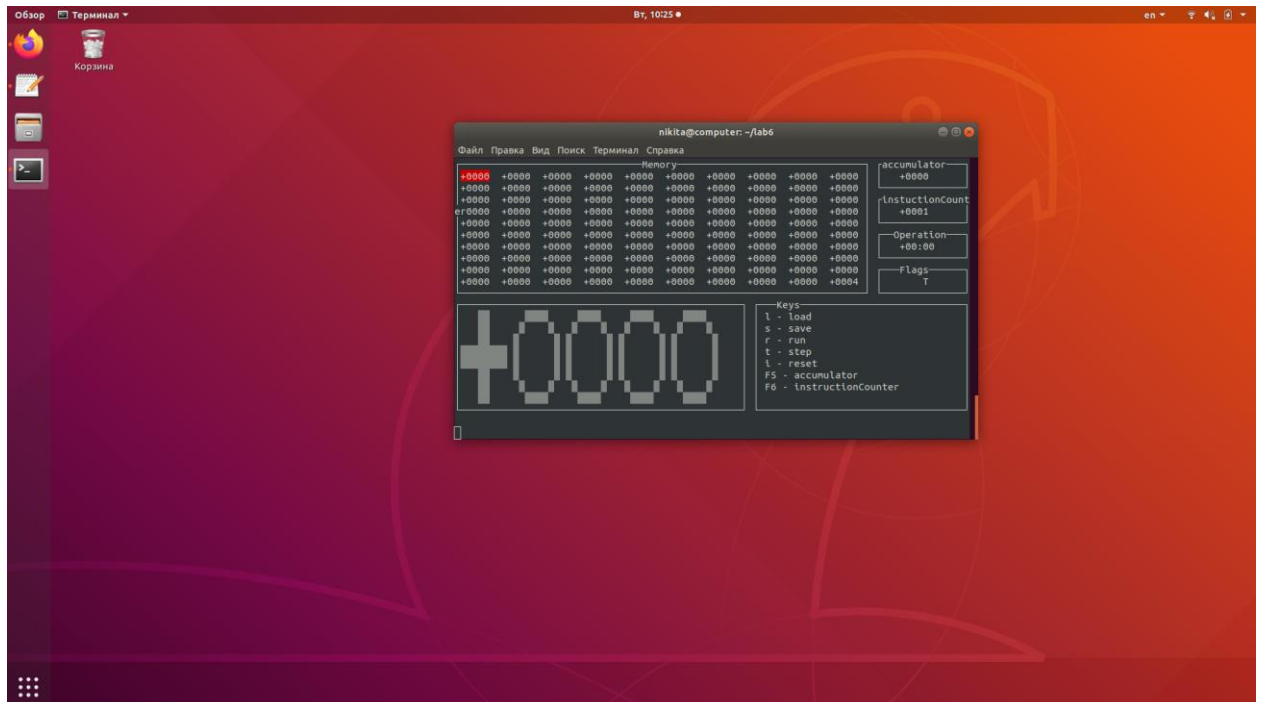 Обзор Терминал Вт, 10:25 en
Корзина
nikita@computer: ~/lab6
Файл Правка Вид Поиск Терминал Справка
Memory accumulator
+0000 +0000 +0000 +0000 +0000 +0000 +0000 +0000 +0000 +0000 +0000
+0000 +0000 +0000 +0000 +0000 +0000 +0000 +0000 +0000 +0000
+0000 +0000 +0000 +0000 +0000 +0000 +0000 +0000 +0000 +0000 instuctionCount
er0000 +0000 +0000 +0000 +0000 +0000 +0000 +0000 +0000 +0000 +0001
+0000 +0000 +0000 +0000 +0000 +0000 +0000 +0000 +0000 +0000
+0000 +0000 +0000 +0000 +0000 +0000 +0000 +0000 +0000 +0000 Operation
+0000 +0000 +0000 +0000 +0000 +0000 +0000 +0000 +0000 +0000 +00:00
+0000 +0000 +0000 +0000 +0000 +0000 +0000 +0000 +0000 +0000
+0000 +0000 +0000 +0000 +0000 +0000 +0000 +0000 +0000 +0000 Flags
+0000 +0000 +0000 +0000 +0000 +0000 +0000 +0000 +0000 +0004 T
+0000
Keys
l - load
s - save
r - run
t - step
i - reset
F5 - accumulator
F6 - instructionCounter